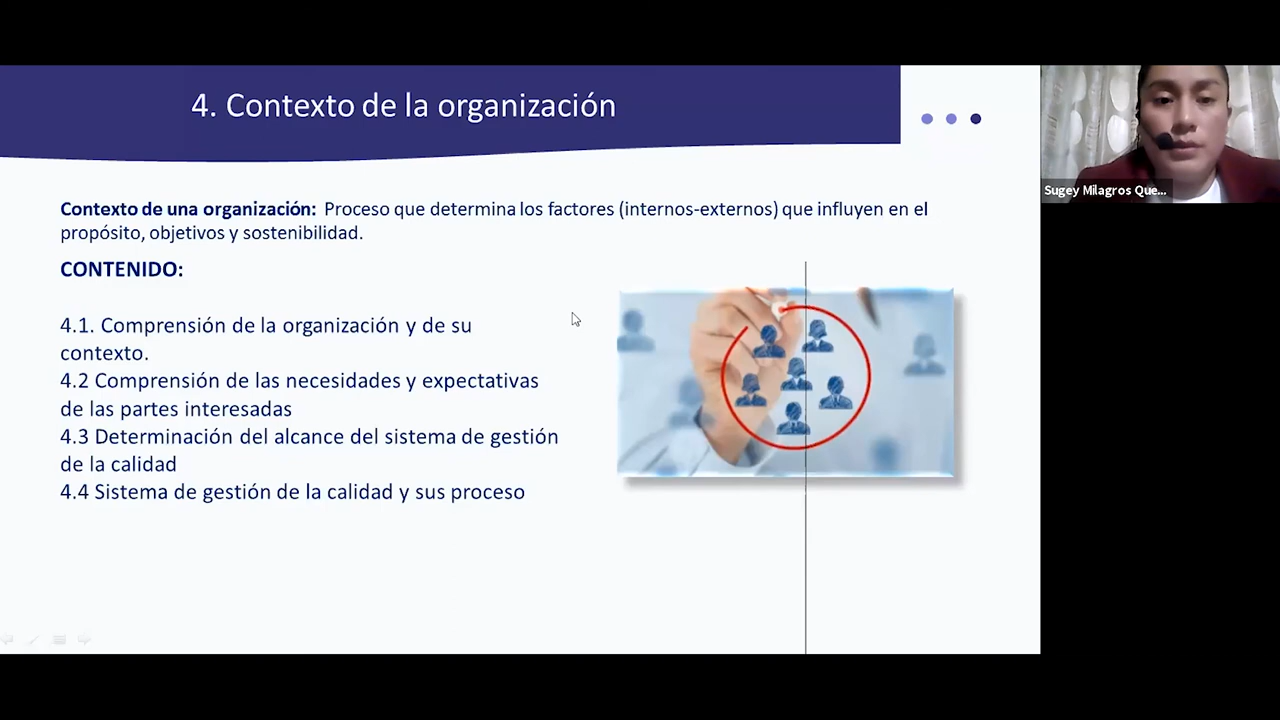 4. Contexto de la organización
Contexto de una organización: Proceso que determina los factores (internos-externos) que influyen en el
propósito, objetivos y sostenibilidad.
CONTENIDO:
4.1. Comprensión de la organización y de su
contexto.
4.2 Comprensión de las necesidades y expectativas
de las partes interesadas
4.3 Determinación del alcance del sistema de gestión
de la calidad
4.4 Sistema de gestión de la calidad y sus proceso
Sugey Milagros Que...